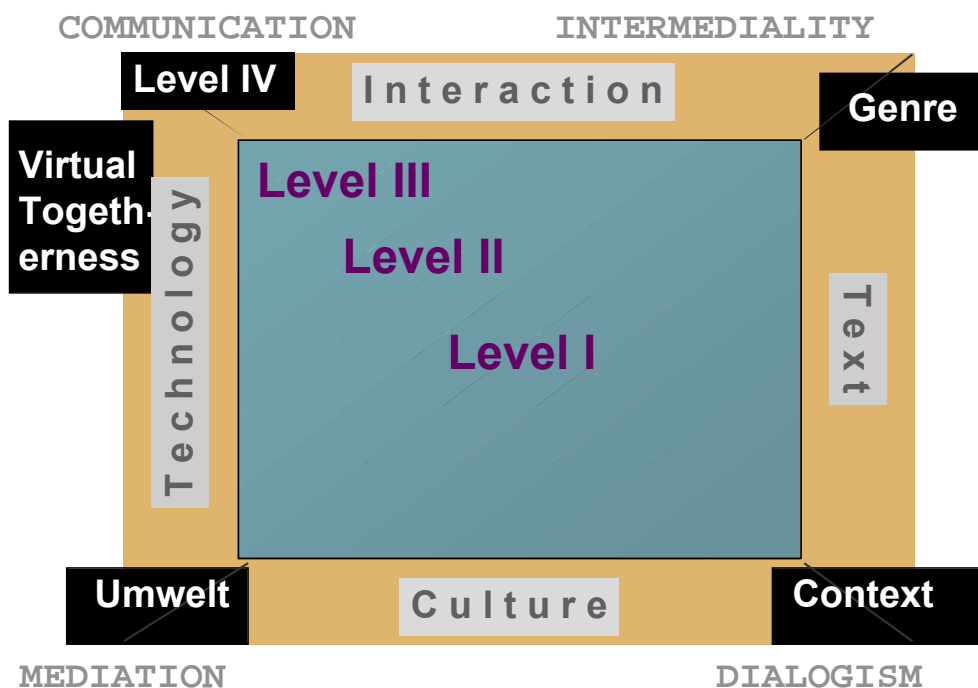 COMMUNICATION INTERMEDIALITY
Level IV
Interaction
Genre
Virtual
Togeth-
erness
Technology
Level III
Level II
Level I
Text
Umwelt
Culture
Context
MEDIATION DIALOGISM